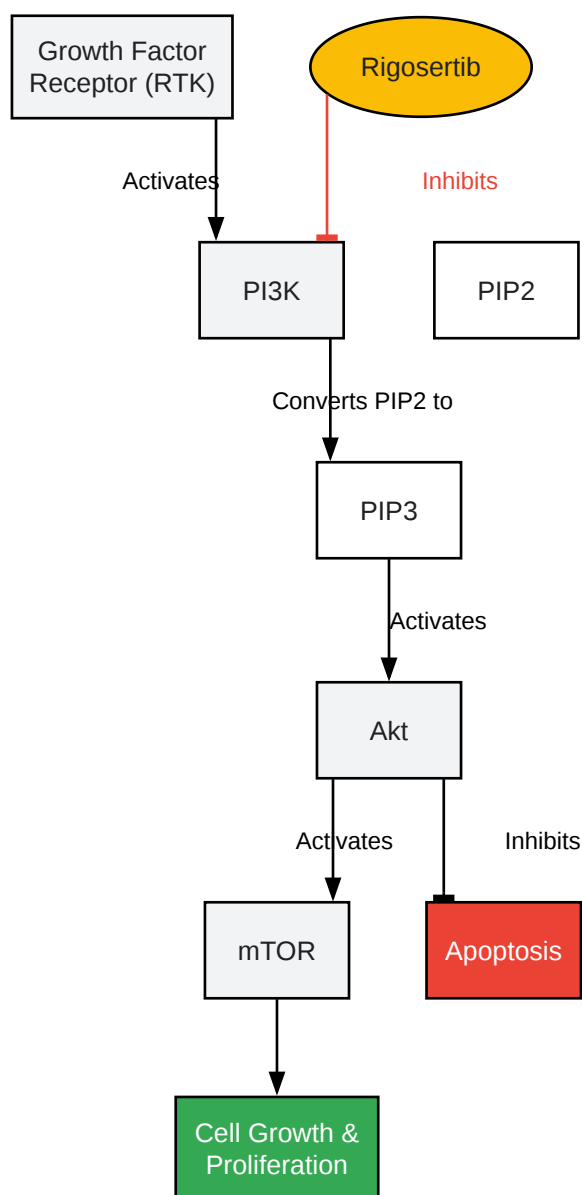 Growth Factor
Receptor (RTK)
Rigosertib
Activates
Inhibits
PI3K
PIP2
Converts PIP2 to
PIP3
Activates
Akt
Activates
Inhibits
mTOR
Apoptosis
Cell Growth &
Proliferation